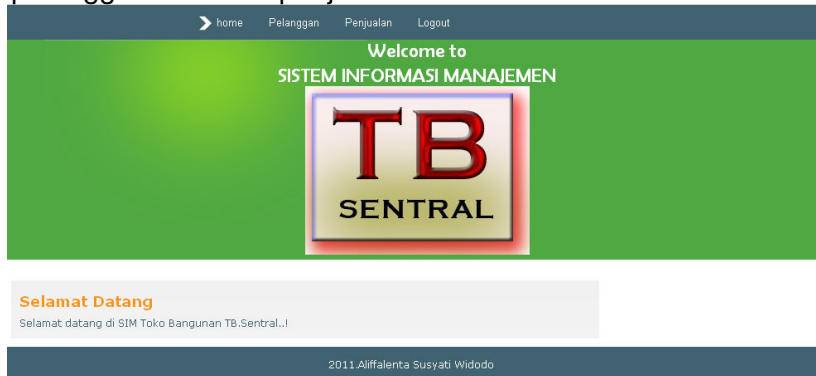 home Pelanggan Penjualan Logout
Welcome to
SISTEM INFORMASI MANAJEMEN
TB
SENTRAL
Selamat Datang
Selamat datang di SIM Toko Bangunan TB.Sentral..!
2011.Aliffalenta Susyati Widodo